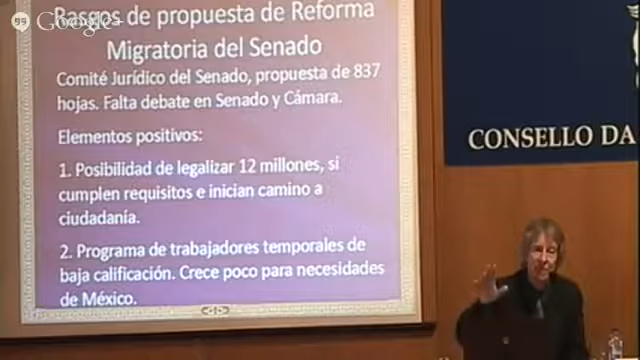 Google+
Rasgos de propuesta de Reforma
Migratoria del Senado
Comité Jurídico del Senado, propuesta de 837
hojas. Falta debate en Senado y Cámara.
Elementos positivos:
1. Posibilidad de legalizar 12 millones, si
cumplen requisitos e inician camino a
ciudadanía.
2. Programa de trabajadores temporales de
baja calificación. Crece poco para necesidades
de México.
CONSELLO DA